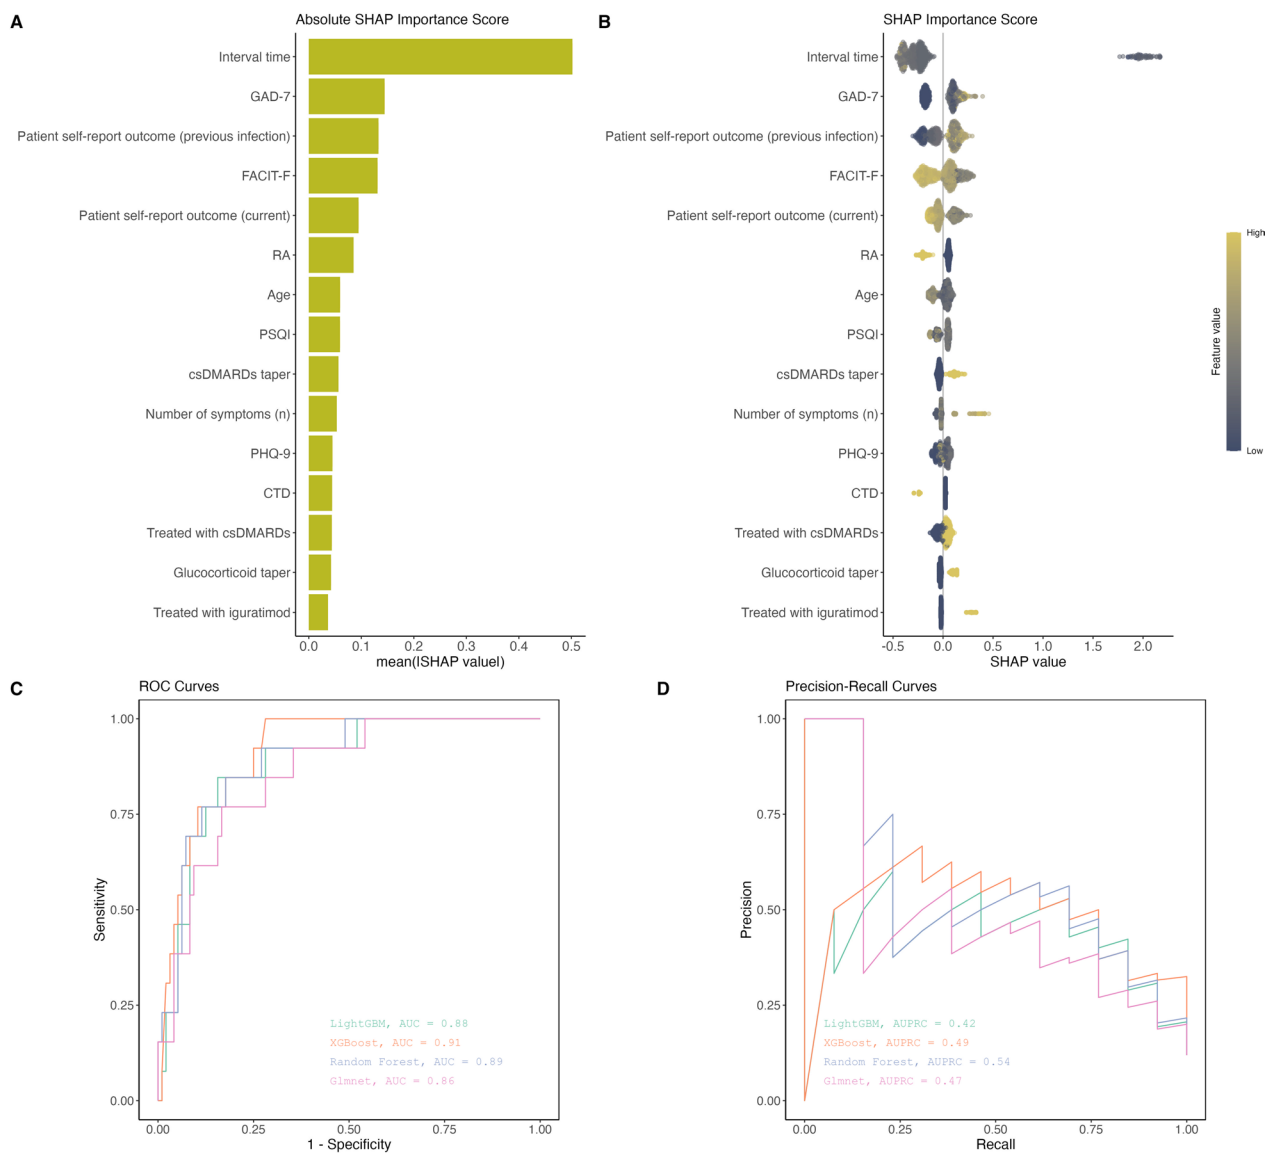 A
Absolute SHAP Importance Score
Interval time
GAD-7
Patient self-report outcome (previous infection)
FACIT-F
Patient self-report outcome (current)
RA
Age
PSQI
csDMARDs taper
Number of symptoms (n)
PHQ-9
CTD
Treated with csDMARDs
Glucocorticoid taper
Treated with iguratimod
0.0 0.1 0.2 0.3 0.4 0.5
mean(|SHAP value|)
B
SHAP Importance Score
Interval time
GAD-7
Patient self-report outcome (previous infection)
FACIT-F
Patient self-report outcome (current)
RA
Age
PSQI
csDMARDs taper
Number of symptoms (n)
PHQ-9
CTD
Treated with csDMARDs
Glucocorticoid taper
Treated with iguratimod
-0.5 0.0 0.5 1.0 1.5 2.0
SHAP value
High
Feature value
Low
C
ROC Curves
1.00
0.75
0.50
0.25
0.00
Sensitivity
LightGBM, AUC = 0.88
XGBoost, AUC = 0.91
Random Forest, AUC = 0.89
Glmnet, AUC = 0.86
0.00 0.25 0.50 0.75 1.00
1 - Specificity
D
Precision-Recall Curves
1.00
0.75
0.50
0.25
0.00
Precision
LightGBM, AUPRC = 0.42
XGBoost, AUPRC = 0.49
Random Forest, AUPRC = 0.54
Glmnet, AUPRC = 0.47
0.00 0.25 0.50 0.75 1.00
Recall